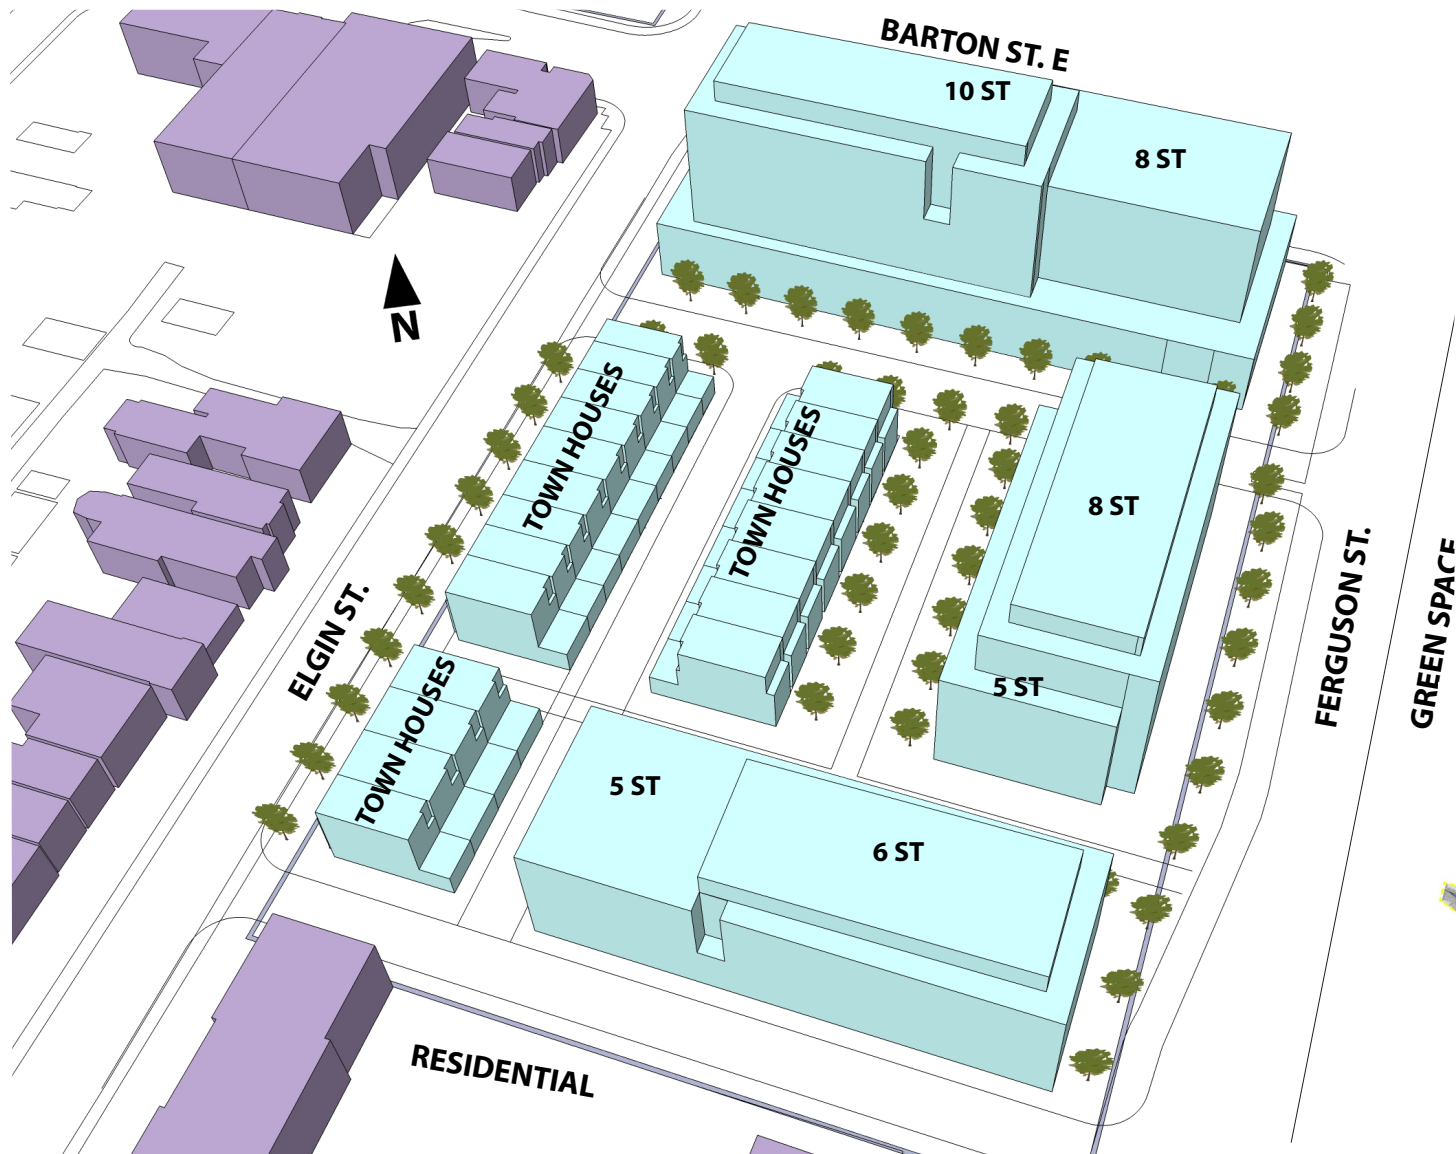 BARTON ST. E
10 ST
8 ST
N
TOWN HOUSES
TOWN HOUSES
8 ST
ELGIN ST.
FERGUSON ST.
GREEN SPACE
5 ST
TOWN HOUSES
5 ST
6 ST
RESIDENTIAL